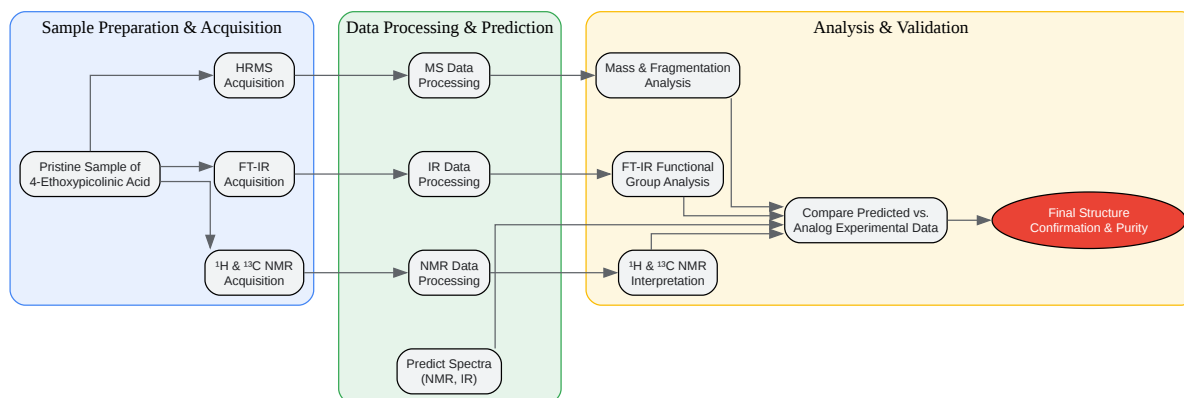 Sample Preparation & Acquisition
Data Processing & Prediction
Analysis & Validation
HRMS
Acquisition
MS Data
Processing
Mass & Fragmentation
Analysis
Pristine Sample of
4-Ethoxypicolinic Acid
FT-IR
Acquisition
IR Data
Processing
FT-IR Functional
Group Analysis
Compare Predicted vs.
Analog Experimental Data
Final Structure
Confirmation & Purity
¹H & ¹³C NMR
Acquisition
NMR Data
Processing
¹H & ¹³C NMR
Interpretation
Predict Spectra
(NMR, IR)